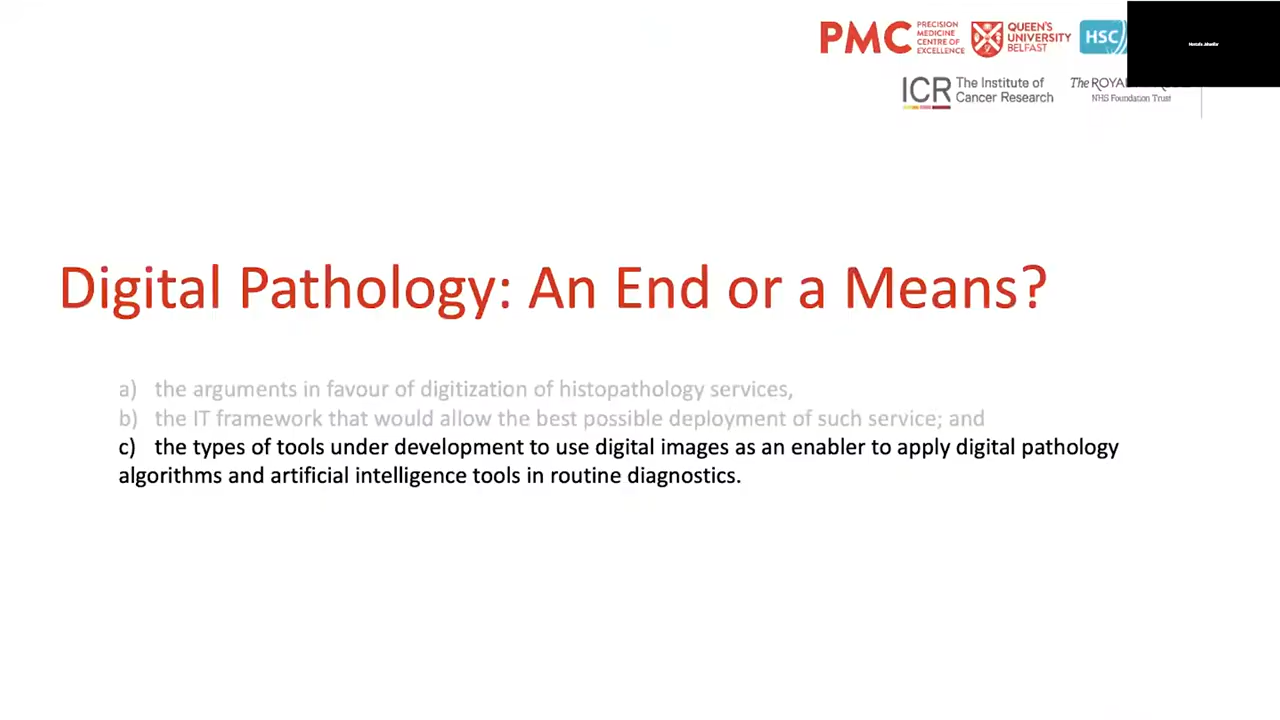 PMC PRECISION MEDICINE CENTRE OF EXCELLENCE
QUEEN'S UNIVERSITY BELFAST
HSC
ICR The Institute of Cancer Research
The ROYA
NHS Foundation Trust
Digital Pathology: An End or a Means?
a) the arguments in favour of digitization of histopathology services,
b) the IT framework that would allow the best possible deployment of such service; and
c) the types of tools under development to use digital images as an enabler to apply digital pathology
algorithms and artificial intelligence tools in routine diagnostics.